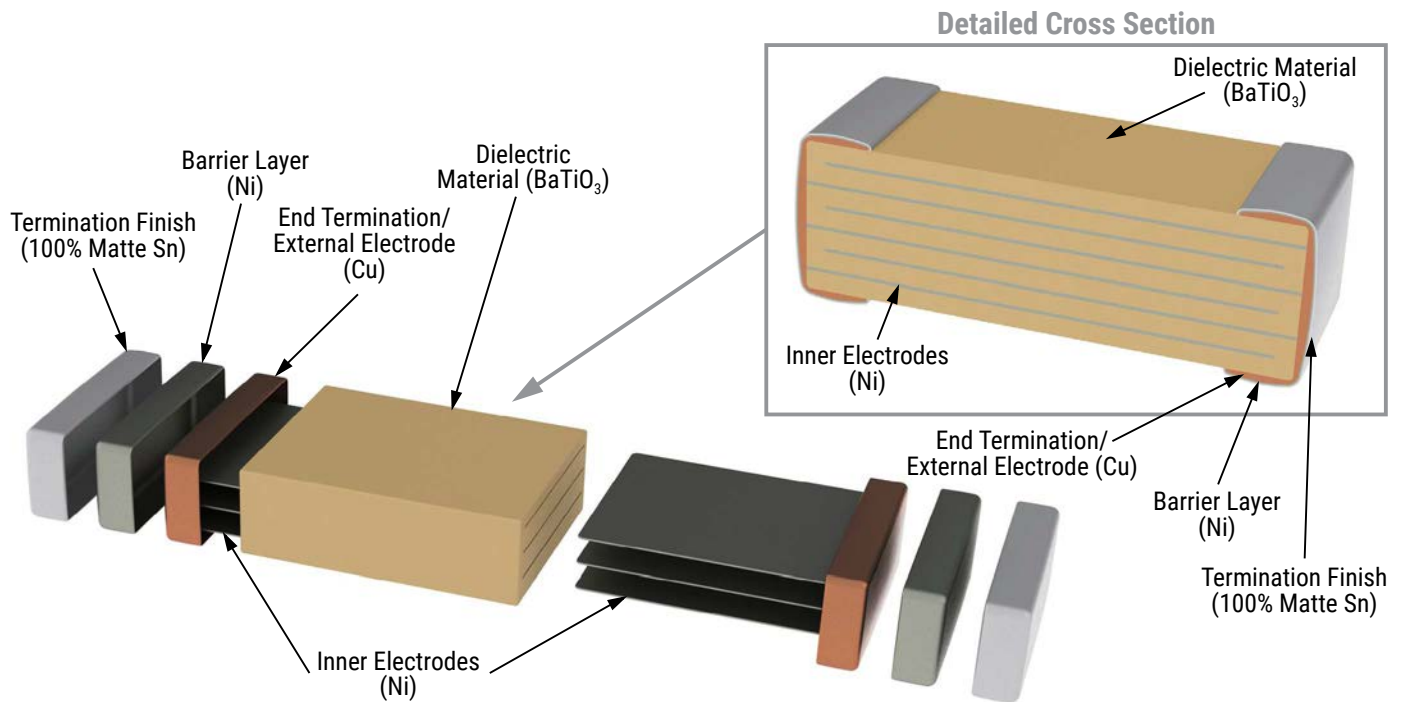 Detailed Cross Section
Dielectric Material
(BaTiO₃)
Barrier Layer
(Ni)
Dielectric
Material (BaTiO₃)
Termination Finish
(100% Matte Sn)
End Termination/
External Electrode
(Cu)
Inner Electrodes
(Ni)
End Termination/
External Electrode (Cu)
Barrier Layer
(Ni)
Termination Finish
(100% Matte Sn)
Inner Electrodes
(Ni)